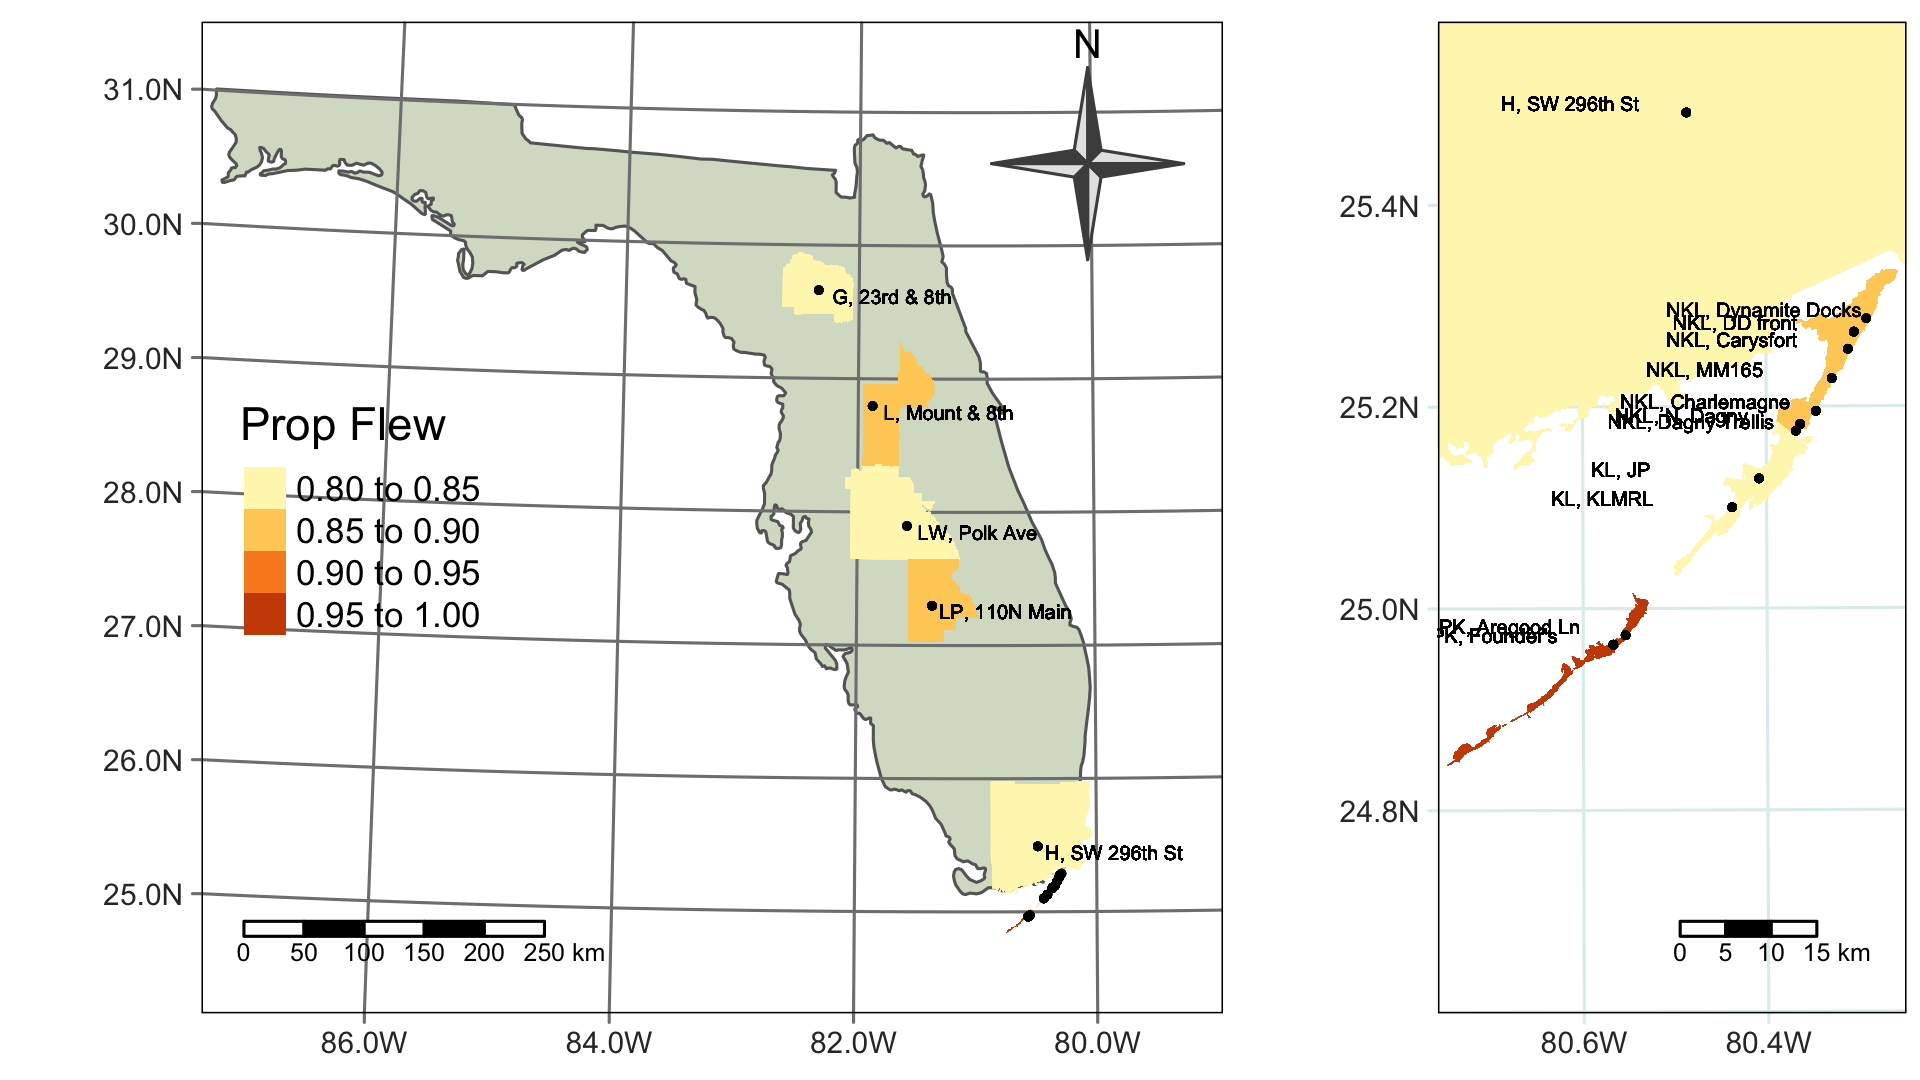 N
31.0N
30.0N
29.0N
28.0N
27.0N
26.0N
25.0N
G, 23rd & 8th
L, Mount & 8th
LW, Polk Ave
LP, 110N Main
H, SW 296th St
Prop Flew
0.80 to 0.85
0.85 to 0.90
0.90 to 0.95
0.95 to 1.00
0 50 100 150 200 250 km
86.0W 84.0W 82.0W 80.0W
H, SW 296th St
25.4N
NKL, Dynamite Docks
NKL, DD front
NKL, Carysfort
NKL, MM165
25.2N
NKL, Charlemagne
NKL, N. Dagny
NKL, Dagny Trellis
KL, JP
KL, KLMRL
25.0N
PK, Aregood Ln
PK, Founder's
24.8N
0 5 10 15 km
80.6W 80.4W